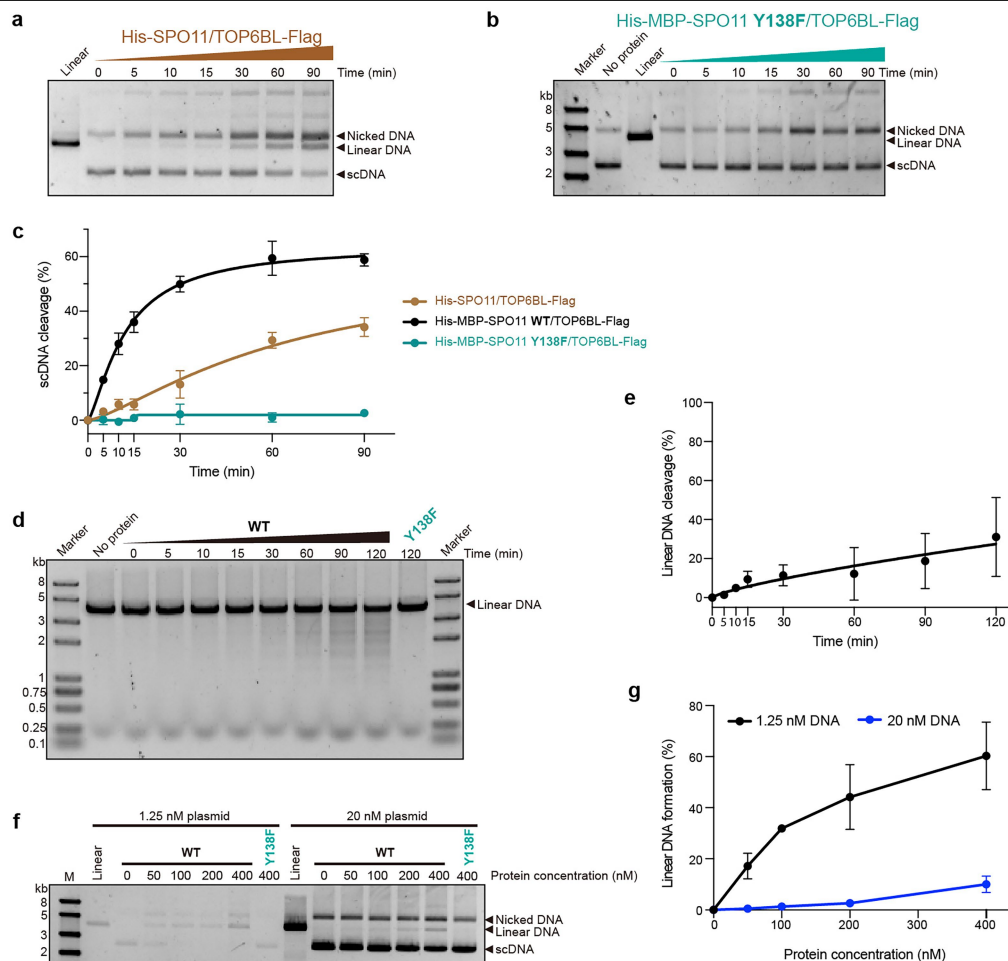 a
His-SPO11/TOP6BL-Flag
Linear
0 5 10 15 30 60 90 Time (min)
Nicked DNA
Linear DNA
scDNA
b
His-MBP-SPO11 Y138F/TOP6BL-Flag
Marker No protein Linear
0 5 10 15 30 60 90 Time (min)
kb
8
5
3
2
Nicked DNA
Linear DNA
scDNA
c
scDNA cleavage (%)
60
40
20
0
0 5 10 15 30 60 90
Time (min)
His-SPO11/TOP6BL-Flag
His-MBP-SPO11 WT/TOP6BL-Flag
His-MBP-SPO11 Y138F/TOP6BL-Flag
d
Marker No protein WT Y138F Marker
0 5 10 15 30 60 90 120 120 Time (min)
kb
8
5
3
2
1
0.75
0.5
0.25
0.1
Linear DNA
e
Linear DNA cleavage (%)
100
80
60
40
20
0
0 5 10 15 30 60 90 120
Time (min)
f
1.25 nM plasmid 20 nM plasmid
Linear WT Y138F Linear WT Y138F
M 0 50 100 200 400 400 0 50 100 200 400 400 Protein concentration (nM)
kb
8
5
3
2
Nicked DNA
Linear DNA
scDNA
g
Linear DNA formation (%)
80
60
40
20
0
1.25 nM DNA 20 nM DNA
0 100 200 300 400
Protein concentration (nM)